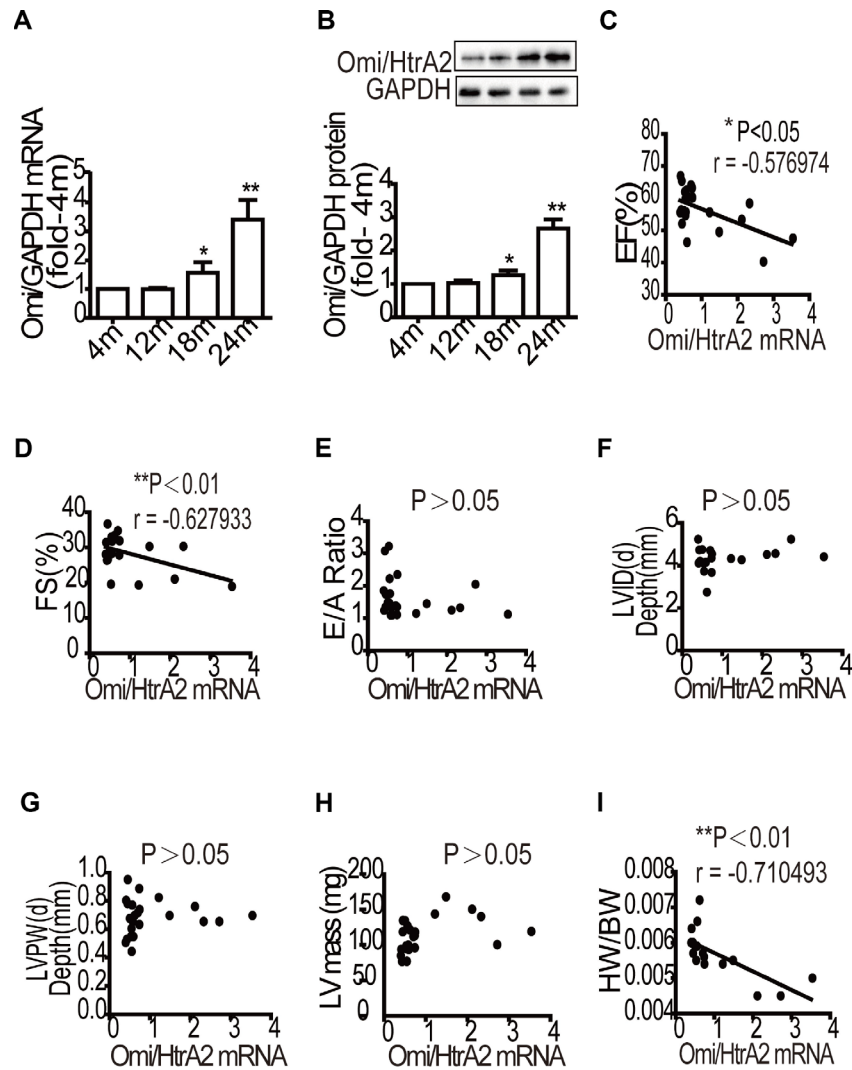 A
Omi/GAPDH mRNA
(fold-4m)
5
4
3
2
1
0
**
*
4m
12m
18m
24m
B
Omi/HtrA2
GAPDH
Omi/GAPDH protein
(fold- 4m)
4
3
2
1
0
**
*
4m
12m
18m
24m
C
* P<0.05
r = -0.576974
EF(%)
80
70
60
50
40
30
0 1 2 3 4
Omi/HtrA2 mRNA
D
**P<0.01
r = -0.627933
FS(%)
40
30
20
10
0
0 1 2 3 4
Omi/HtrA2 mRNA
E
P>0.05
E/A Ratio
4
3
2
1
0
0 1 2 3 4
Omi/HtrA2 mRNA
F
P>0.05
LVID(d)
Depth(mm)
6
4
2
0
0 1 2 3 4
Omi/HtrA2 mRNA
G
P>0.05
LVPW(d)
Depth(mm)
1.0
0.8
0.6
0.4
0.2
0.0
0 1 2 3 4
Omi/HtrA2 mRNA
H
P>0.05
LV mass (mg)
200
150
100
50
0
0 1 2 3 4
Omi/HtrA2 mRNA
I
**P<0.01
r = -0.710493
HW/BW
0.008
0.007
0.006
0.005
0.004
0 1 2 3 4
Omi/HtrA2 mRNA